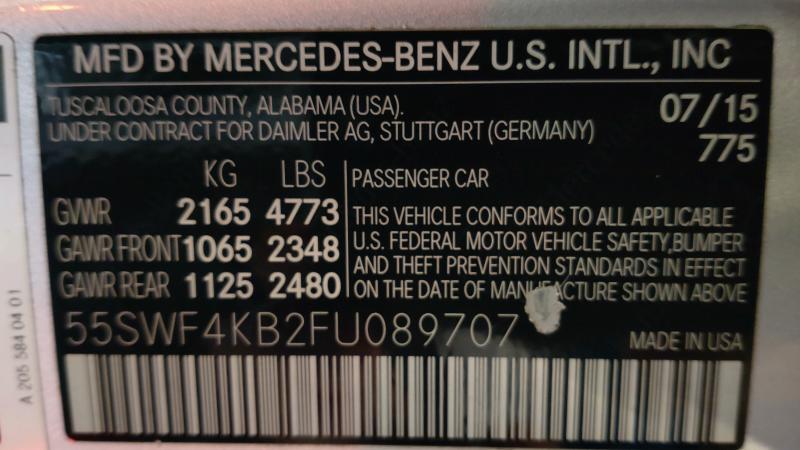 MFD BY MERCEDES-BENZ U.S. INTL., INC
TUSCALOOSA COUNTY, ALABAMA (USA).
UNDER CONTRACT FOR DAIMLER AG, STUTTGART (GERMANY)
07/15
775
KG LBS
GVWR 2165 4773
GAWR FRONT 1065 2348
GAWR REAR 1125 2480
PASSENGER CAR
THIS VEHICLE CONFORMS TO ALL APPLICABLE
U.S. FEDERAL MOTOR VEHICLE SAFETY,BUMPER
AND THEFT PREVENTION STANDARDS IN EFFECT
ON THE DATE OF MANUFACTURE SHOWN ABOVE
55SWF4KB2FU089707
MADE IN USA
A 205 584 04 01